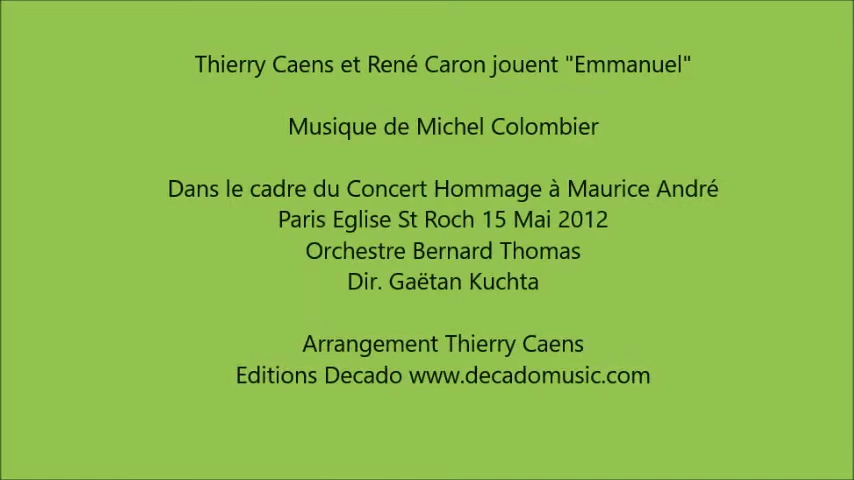 Thierry Caens et René Caron jouent "Emmanuel"
Musique de Michel Colombier
Dans le cadre du Concert Hommage à Maurice André
Paris Eglise St Roch 15 Mai 2012
Orchestre Bernard Thomas
Dir. Gaëtan Kuchta
Arrangement Thierry Caens
Editions Decado www.decadomusic.com